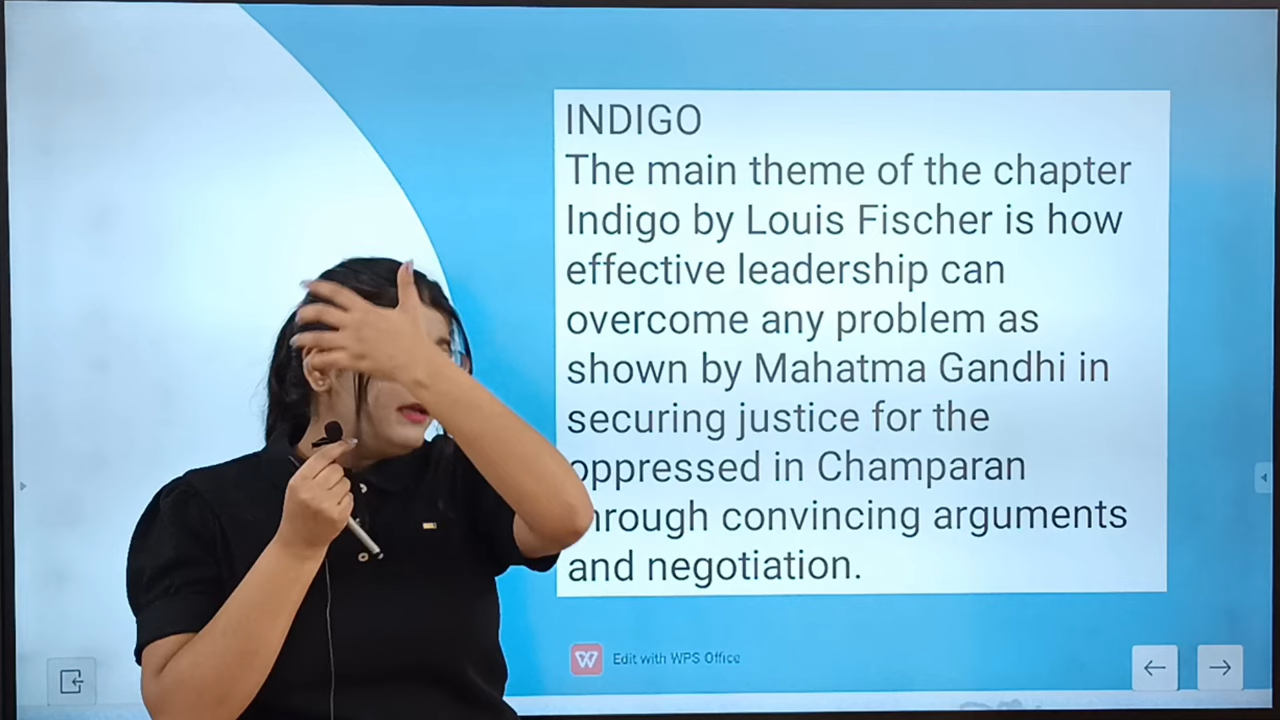 INDIGO
The main theme of the chapter
Indigo by Louis Fischer is how
effective leadership can
overcome any problem as
shown by Mahatma Gandhi in
securing justice for the
oppressed in Champaran
through convincing arguments
and negotiation.
Edit with WPS Office